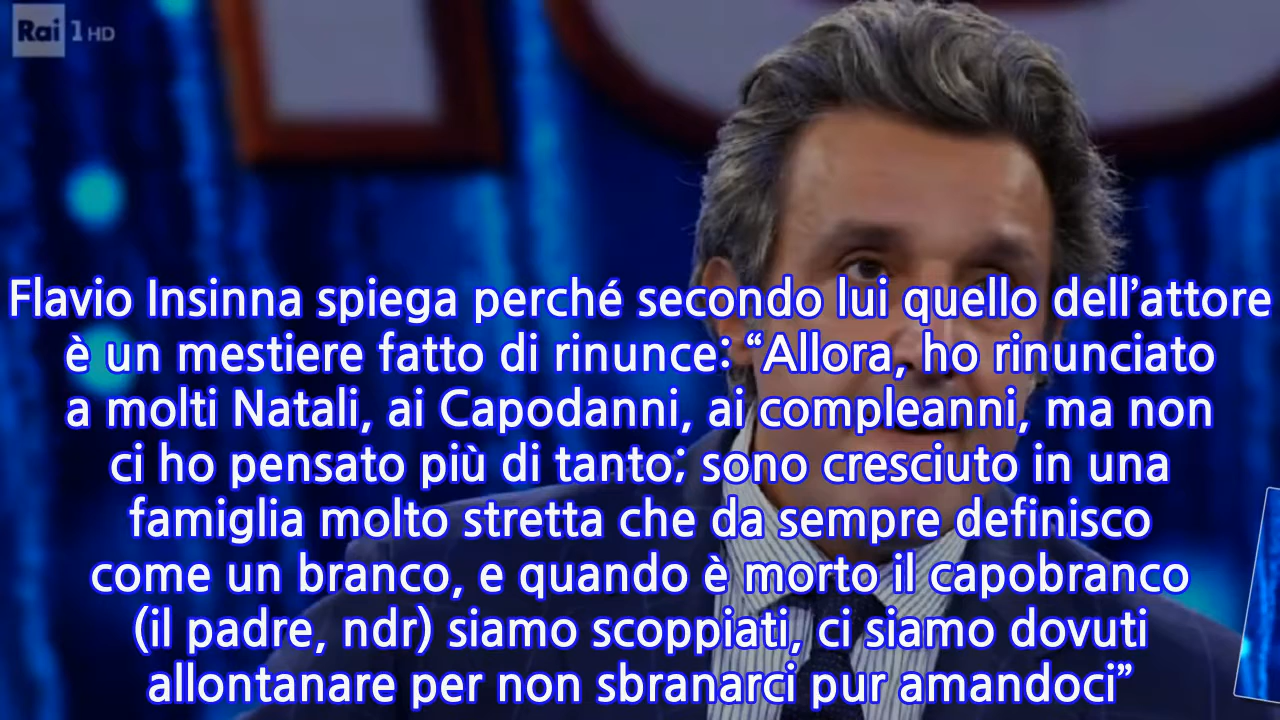 Rai 1 HD
Flavio Insinna spiega perché secondo lui quello dell’attore
è un mestiere fatto di rinunce: “Allora, ho rinunciato
a molti Natali, ai Capodanni, ai compleanni, ma non
ci ho pensato più di tanto; sono cresciuto in una
famiglia molto stretta che da sempre definisco
come un branco, e quando è morto il capobranco
(il padre, ndr) siamo scoppiati, ci siamo dovuti
allontanare per non sbranarci pur amandoci”